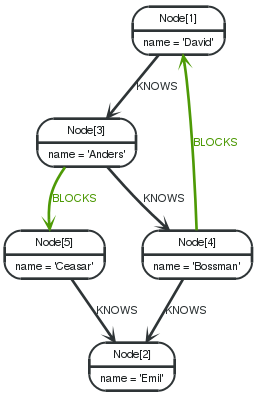 Node[1]
name = 'David'
KNOWS
Node[3]
name = 'Anders'
BLOCKS
BLOCKS
KNOWS
Node[5]
name = 'Ceasar'
Node[4]
name = 'Bossman'
KNOWS
KNOWS
Node[2]
name = 'Emil'